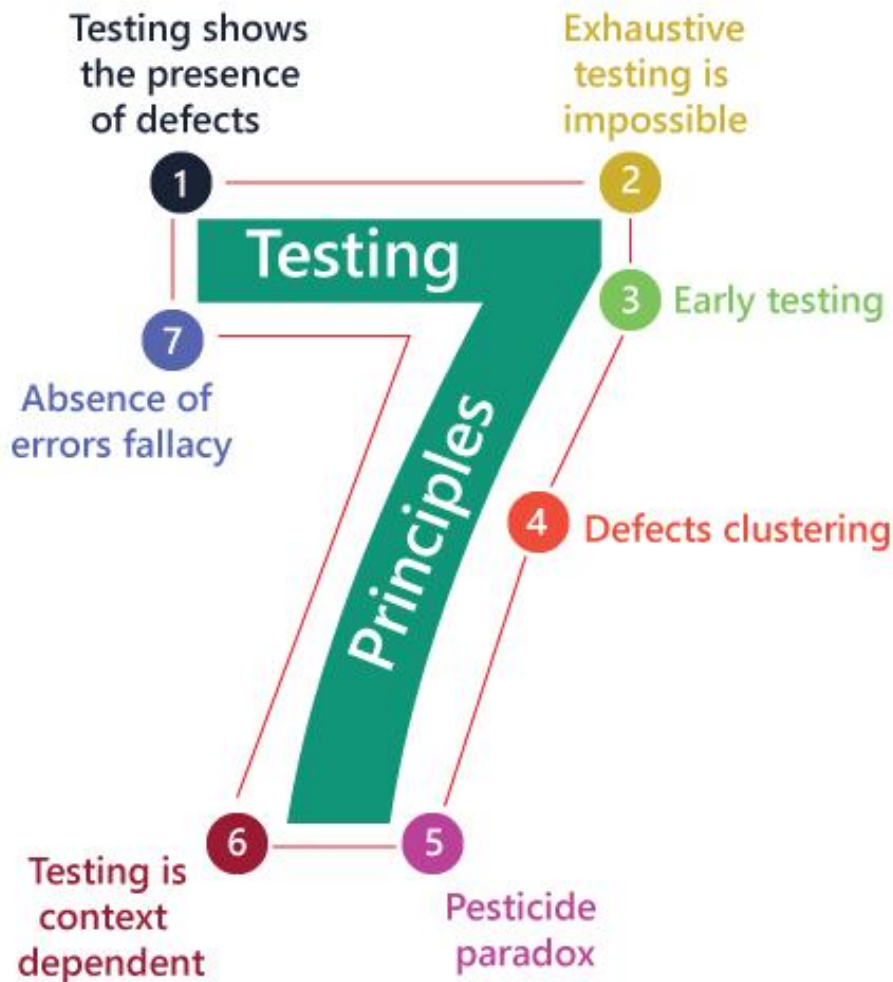 Testing shows
the presence
of defects
1
Exhaustive
testing is
impossible
2
Testing
3
Early testing
7
Absence of
errors fallacy
Principles
4
Defects clustering
6
Testing is
context
dependent
5
Pesticide
paradox